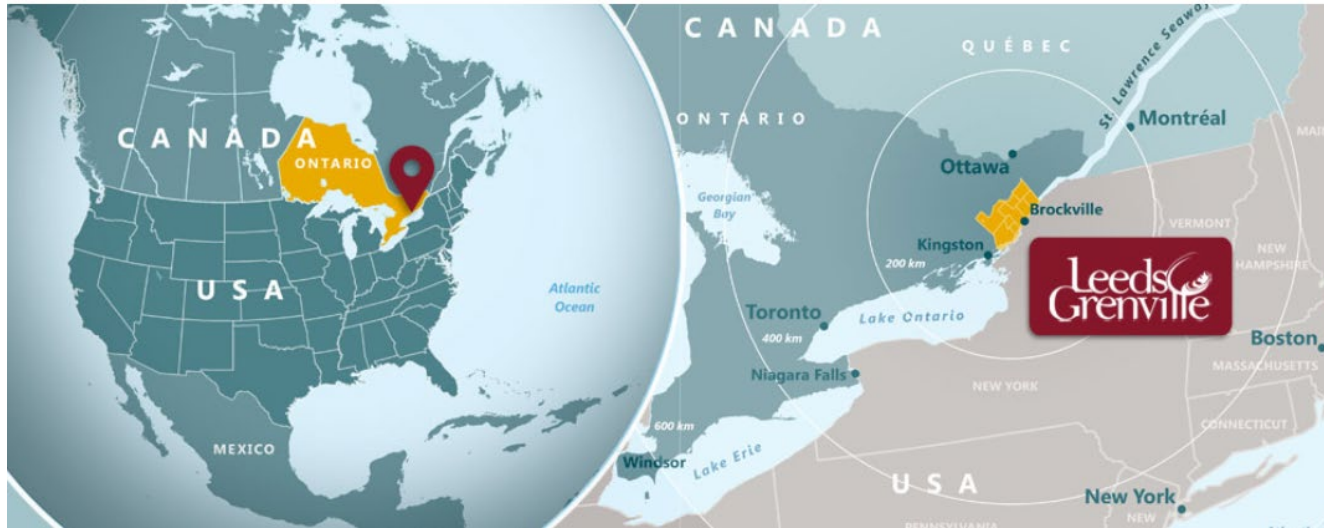 CANADA
ONTARIO
USA
Atlantic
Ocean
MEXICO
CANADA
QUÉBEC
St. Lawrence Seaway
Montréal
ONTARIO
Ottawa
Georgian
Bay
Brockville
VERMONT
NEW
HAMPSHIRE
Kingston
200 km
Leeds
Grenville
Toronto
Lake Ontario
400 km
Boston
Niagara Falls
MASSACHUSETTS
NEW YORK
CONNECTICUT
600 km
Windsor
Lake Erie
USA
New York
PENNSYLVANIA
NEW